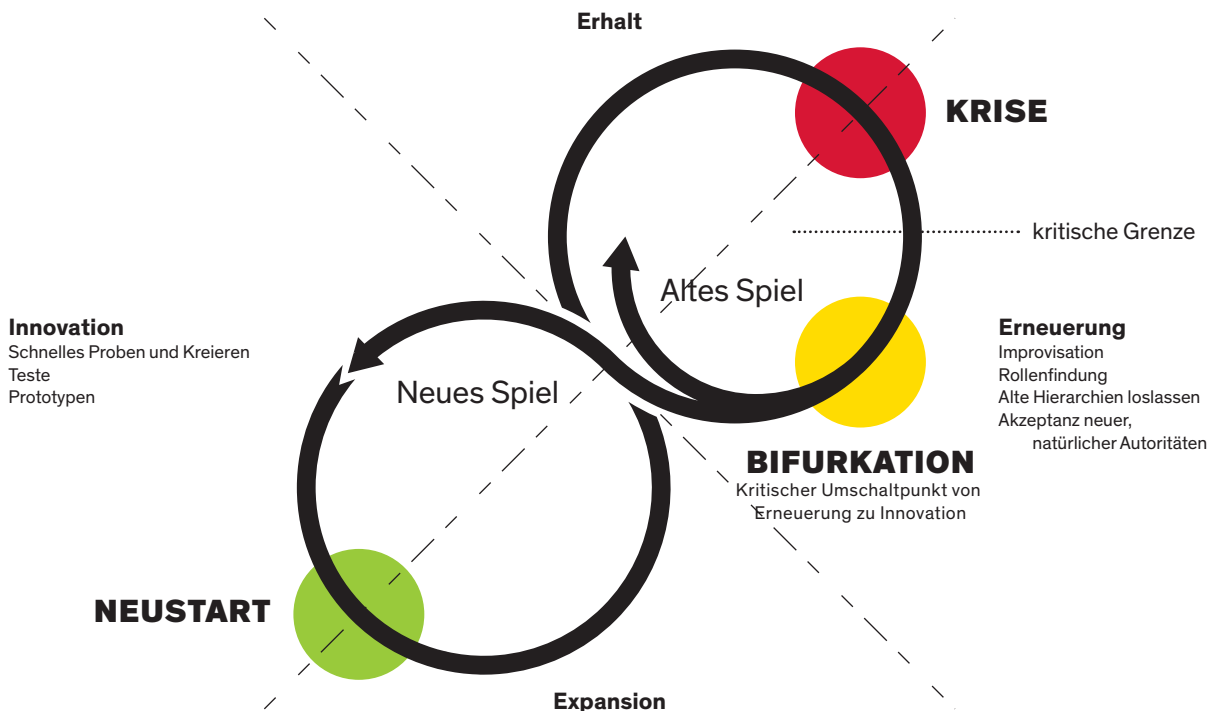 Erhalt
KRISE
kritische Grenze
Altes Spiel
Innovation
Schnelles Proben und Kreieren
Teste
Prototypen
Erneuerung
Improvisation
Rollenfindung
Alte Hierarchien loslassen
Akzeptanz neuer,
natürlicher Autoritäten
Neues Spiel
BIFURKATION
Kritischer Umschaltpunkt von
Erneuerung zu Innovation
NEUSTART
Expansion